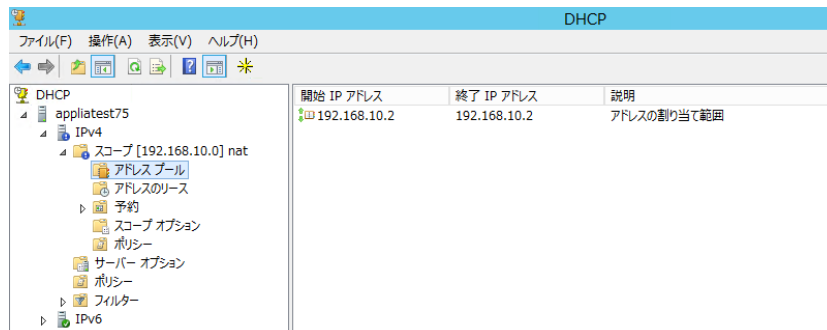 DHCP
ファイル(F) 操作(A) 表示(V) ヘルプ(H)
DHCP
appliatest75
IPv4
スコープ [192.168.10.0] nat
アドレス プール
アドレスのリース
予約
スコープ オプション
ポリシー
サーバー オプション
ポリシー
フィルター
IPv6
開始 IP アドレス 終了 IP アドレス 説明
192.168.10.2 192.168.10.2 アドレスの割り当て範囲